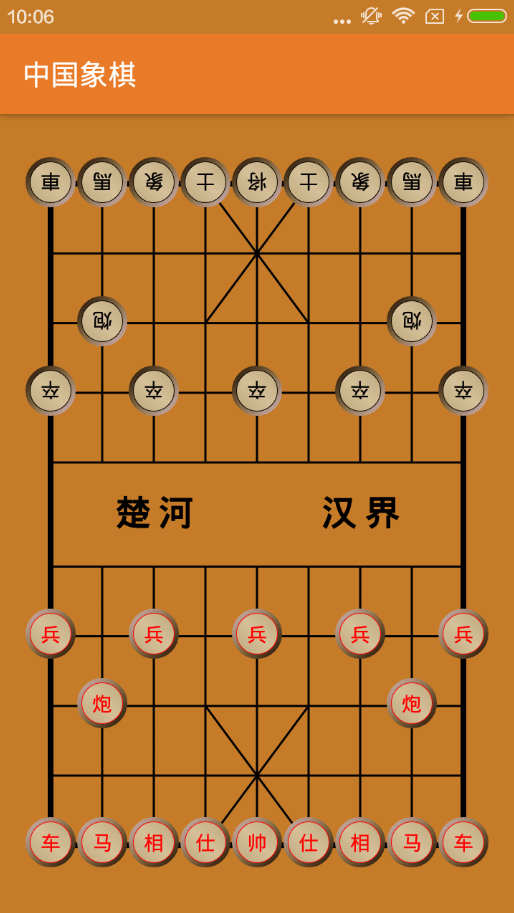 10:06
中国象棋
車 馬 象 士 将 士 象 馬 車
炮 炮
卒 卒 卒 卒 卒
楚河 汉界
兵 兵 兵 兵 兵
炮 炮
车 马 相 仕 帅 仕 相 马 车